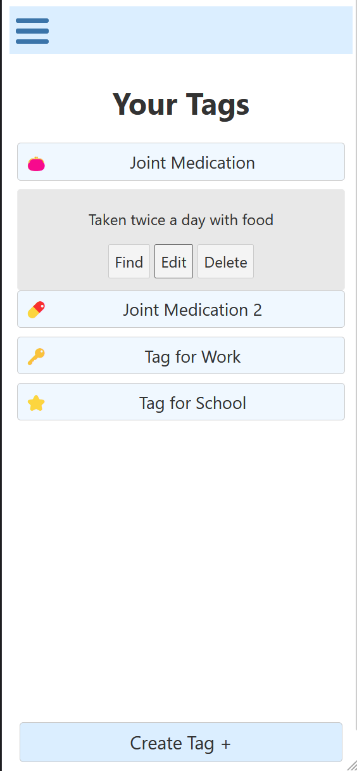 Your Tags
Joint Medication
Taken twice a day with food
Find Edit Delete
Joint Medication 2
Tag for Work
Tag for School
Create Tag +